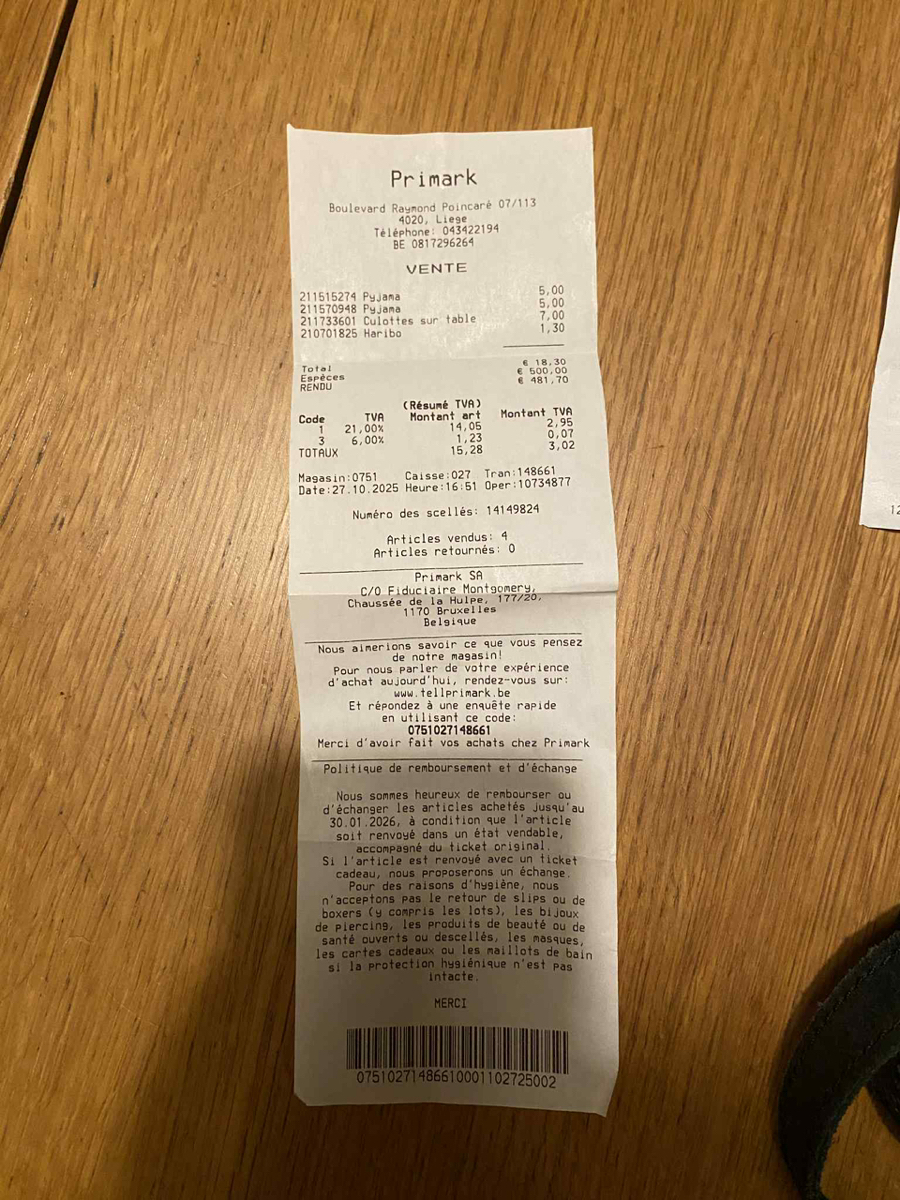 Primark
Boulevard Raymond Poincaré 07/113
4020, Liege
Téléphone: 043422194
BE 0817296264
VENTE
211515274 Pyjama 5,00
211570948 Pyjama 5,00
211733601 Culottes sur table 7,00
210701825 Haribo 1,30
Total € 18,30
Espèces € 500,00
RENDU € 481,70
(Résumé TVA)
Code TVA Montant art Montant TVA
1 21,00% 14,05 2,95
3 6,00% 1,23 0,07
TOTAUX 15,28 3,02
Magasin:0751 Caisse:027 Tran:148661
Date:27.10.2025 Heure:16:51 Oper:10734877
Numéro des scellés: 14149824
Articles vendus: 4
Articles retournés: 0
Primark SA
C/O Fiduciaire Montgomery,
Chaussée de la Hulpe, 177/20,
1170 Bruxelles
Belgique
Nous aimerions savoir ce que vous pensez
de notre magasin!
Pour nous parler de votre expérience
d'achat aujourd'hui, rendez-vous sur:
www.tellprimark.be
Et répondez à une enquête rapide
en utilisant ce code:
0751027148661
Merci d'avoir fait vos achats chez Primark
Politique de remboursement et d'échange
Nous sommes heureux de rembourser ou
d'échanger les articles achetés jusqu'au
30.01.2026, à condition que l'article
soit renvoyé dans un état vendable,
accompagné du ticket original.
Si l'article est renvoyé avec un ticket
cadeau, nous proposerons un échange.
Pour des raisons d'hygiène, nous
n'acceptons pas le retour de slips ou de
boxers (y compris les lots), les bijoux
de piercing, les produits de beauté ou de
santé ouverts ou descellés, les masques,
les cartes cadeaux ou les maillots de bain
si la protection hygiénique n'est pas
intacte.
MERCI
07510271486610001102725002
12